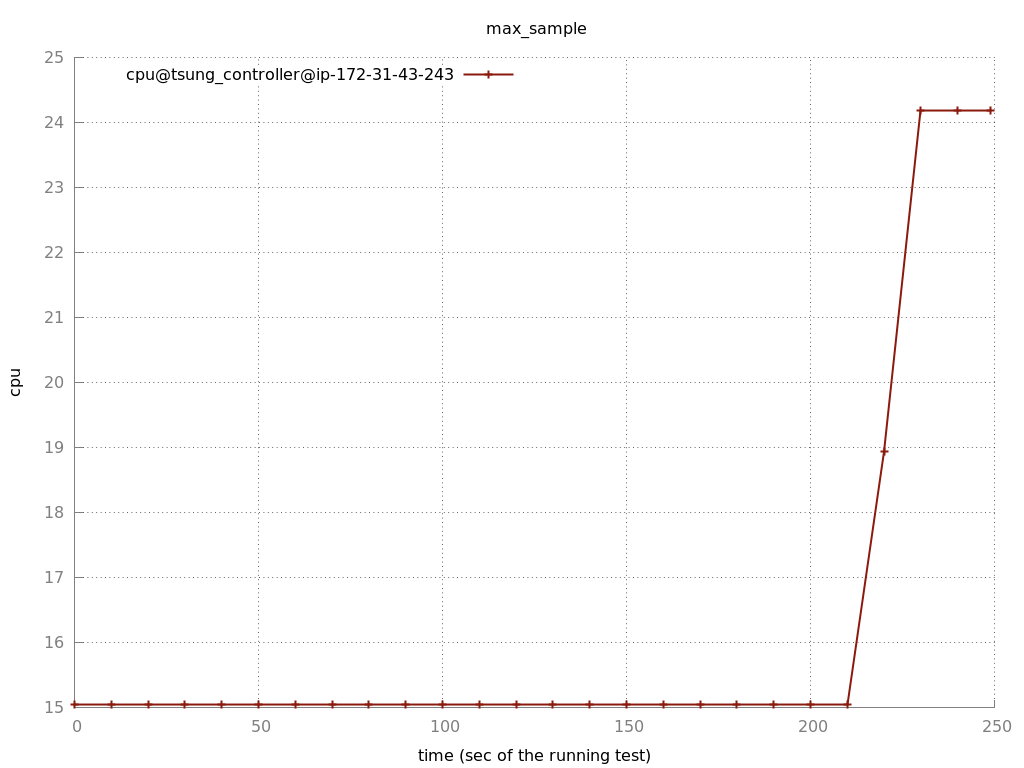 max_sample
cpu@tsung_controller@ip-172-31-43-243
25
24
23
22
21
20
19
18
17
16
15
cpu
0 50 100 150 200 250
time (sec of the running test)